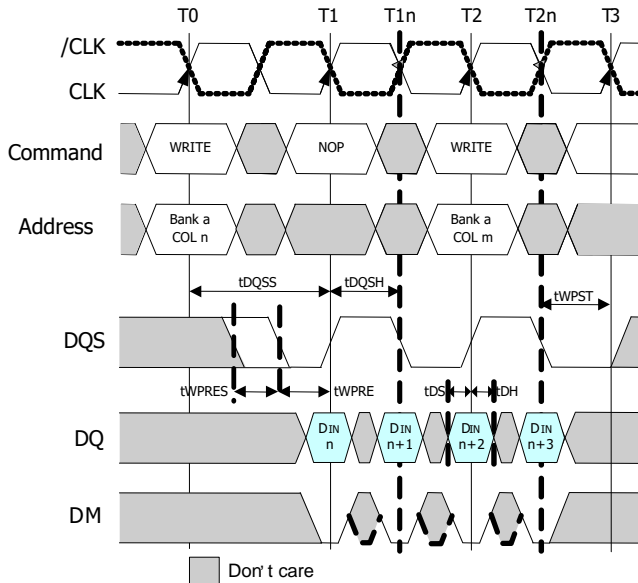 T0 T1 T1n T2 T2n T3
/CLK
CLK
Command WRITE NOP WRITE
Address Bank a COL n Bank a COL m
tDQSS tDQSH tWPST
DQS
tWPRES tWPRE tDS tDH
DQ DIN n DIN n+1 DIN n+2 DIN n+3
DM
Don't care